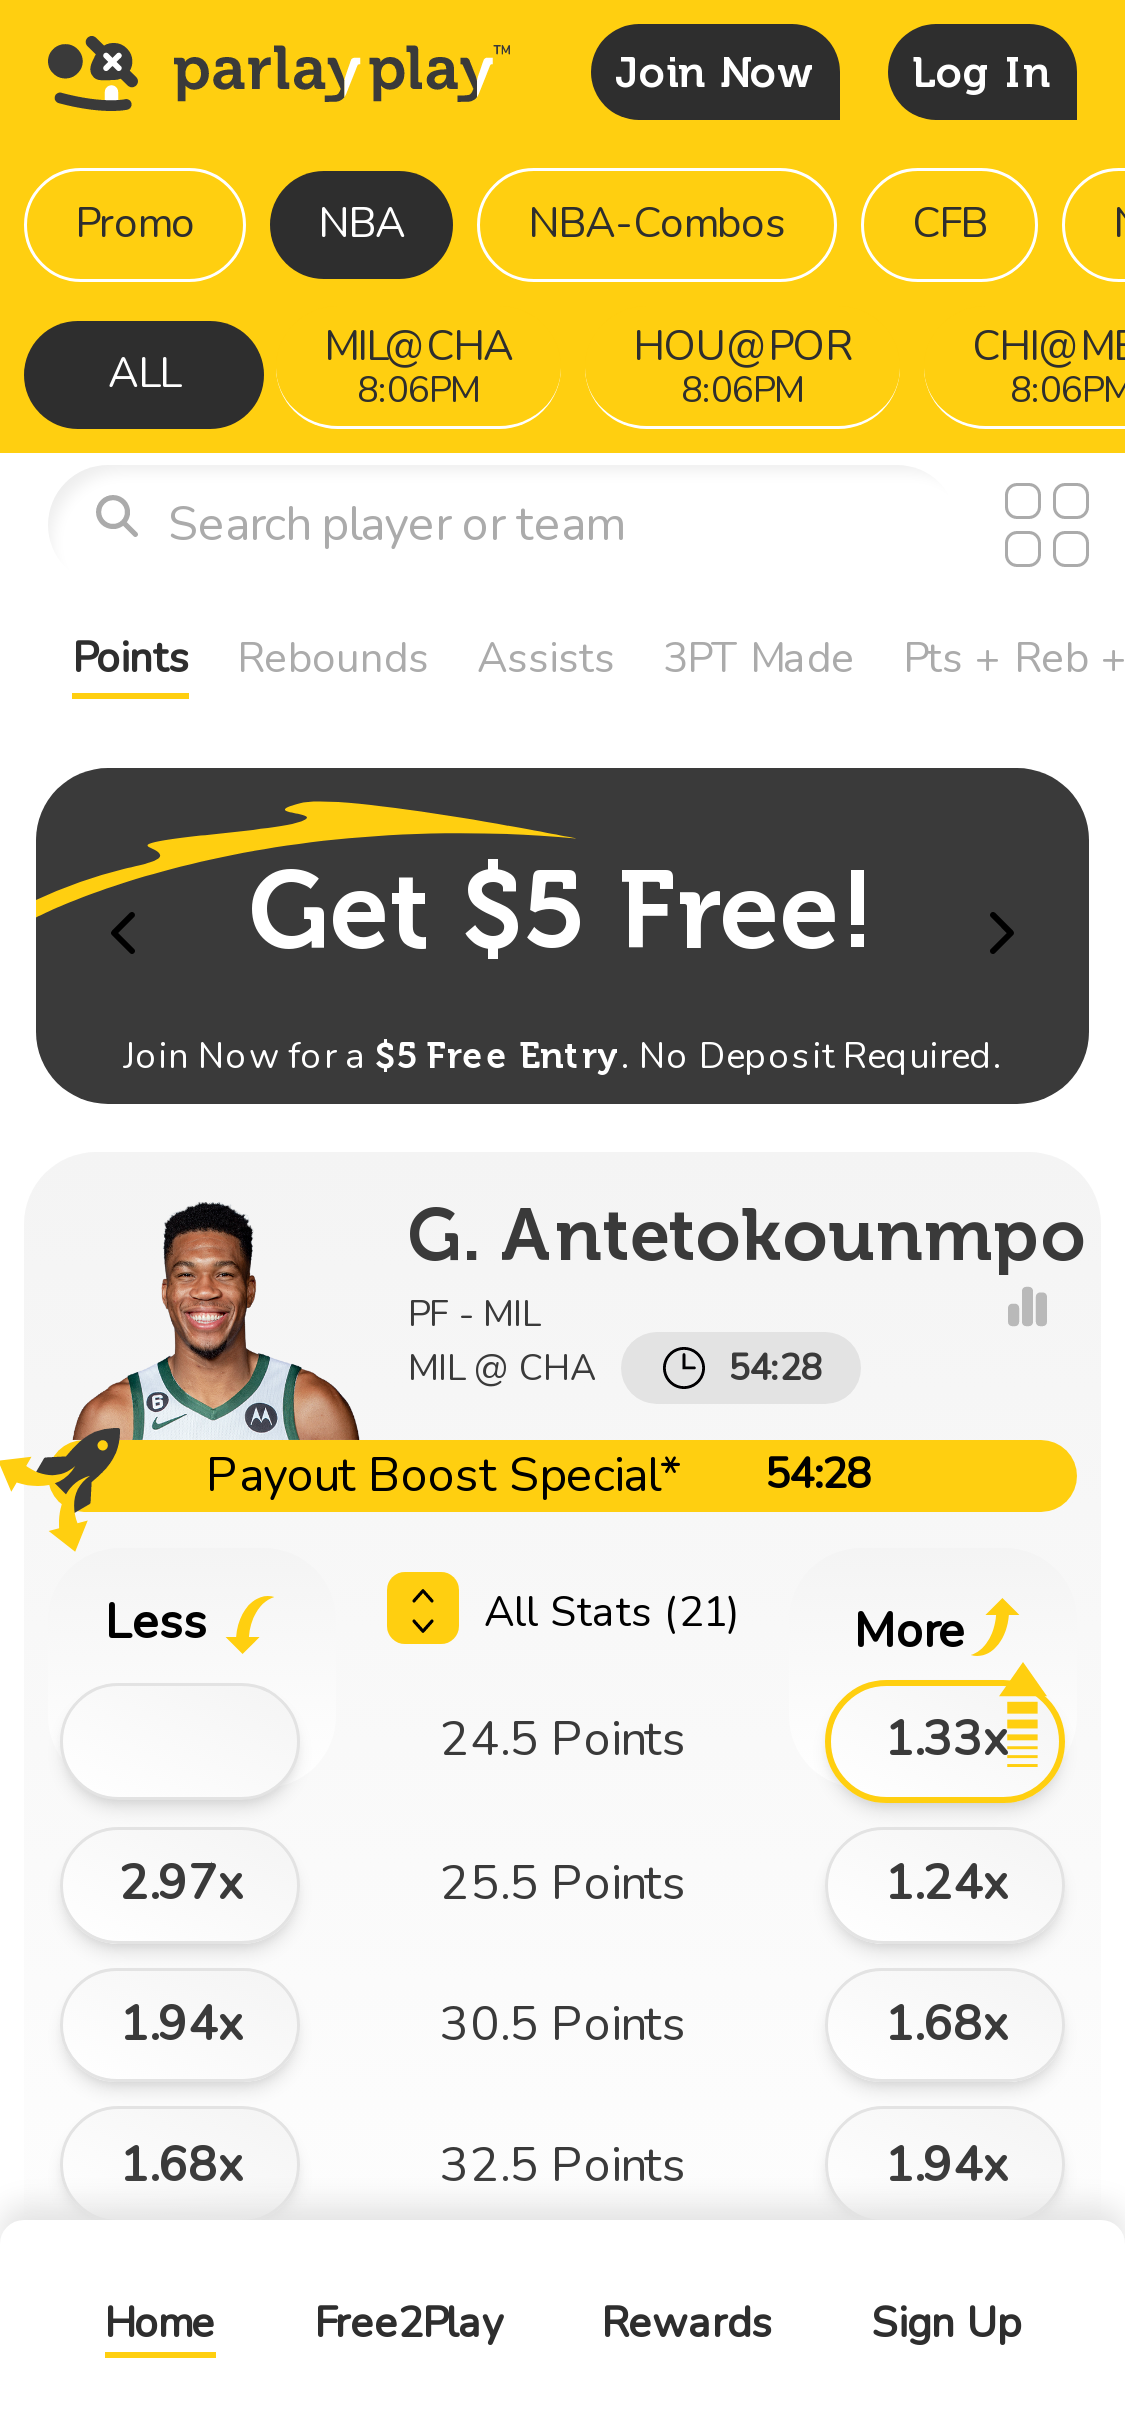 parlayplay™
Join Now
Log In
Promo
NBA
NBA-Combos
CFB
ALL
MIL@CHA
8:06PM
HOU@POR
8:06PM
CHI@ME
8:06PM
Search player or team
Points
Rebounds
Assists
3PT Made
Pts + Reb +
Get $5 Free!
Join Now for a $5 Free Entry. No Deposit Required.
G. Antetokounmpo
PF - MIL
MIL @ CHA
54:28
6
Payout Boost Special*
54:28
Less
All Stats (21)
More
24.5 Points
1.33x
2.97x
25.5 Points
1.24x
1.94x
30.5 Points
1.68x
1.68x
32.5 Points
1.94x
Home
Free2Play
Rewards
Sign Up